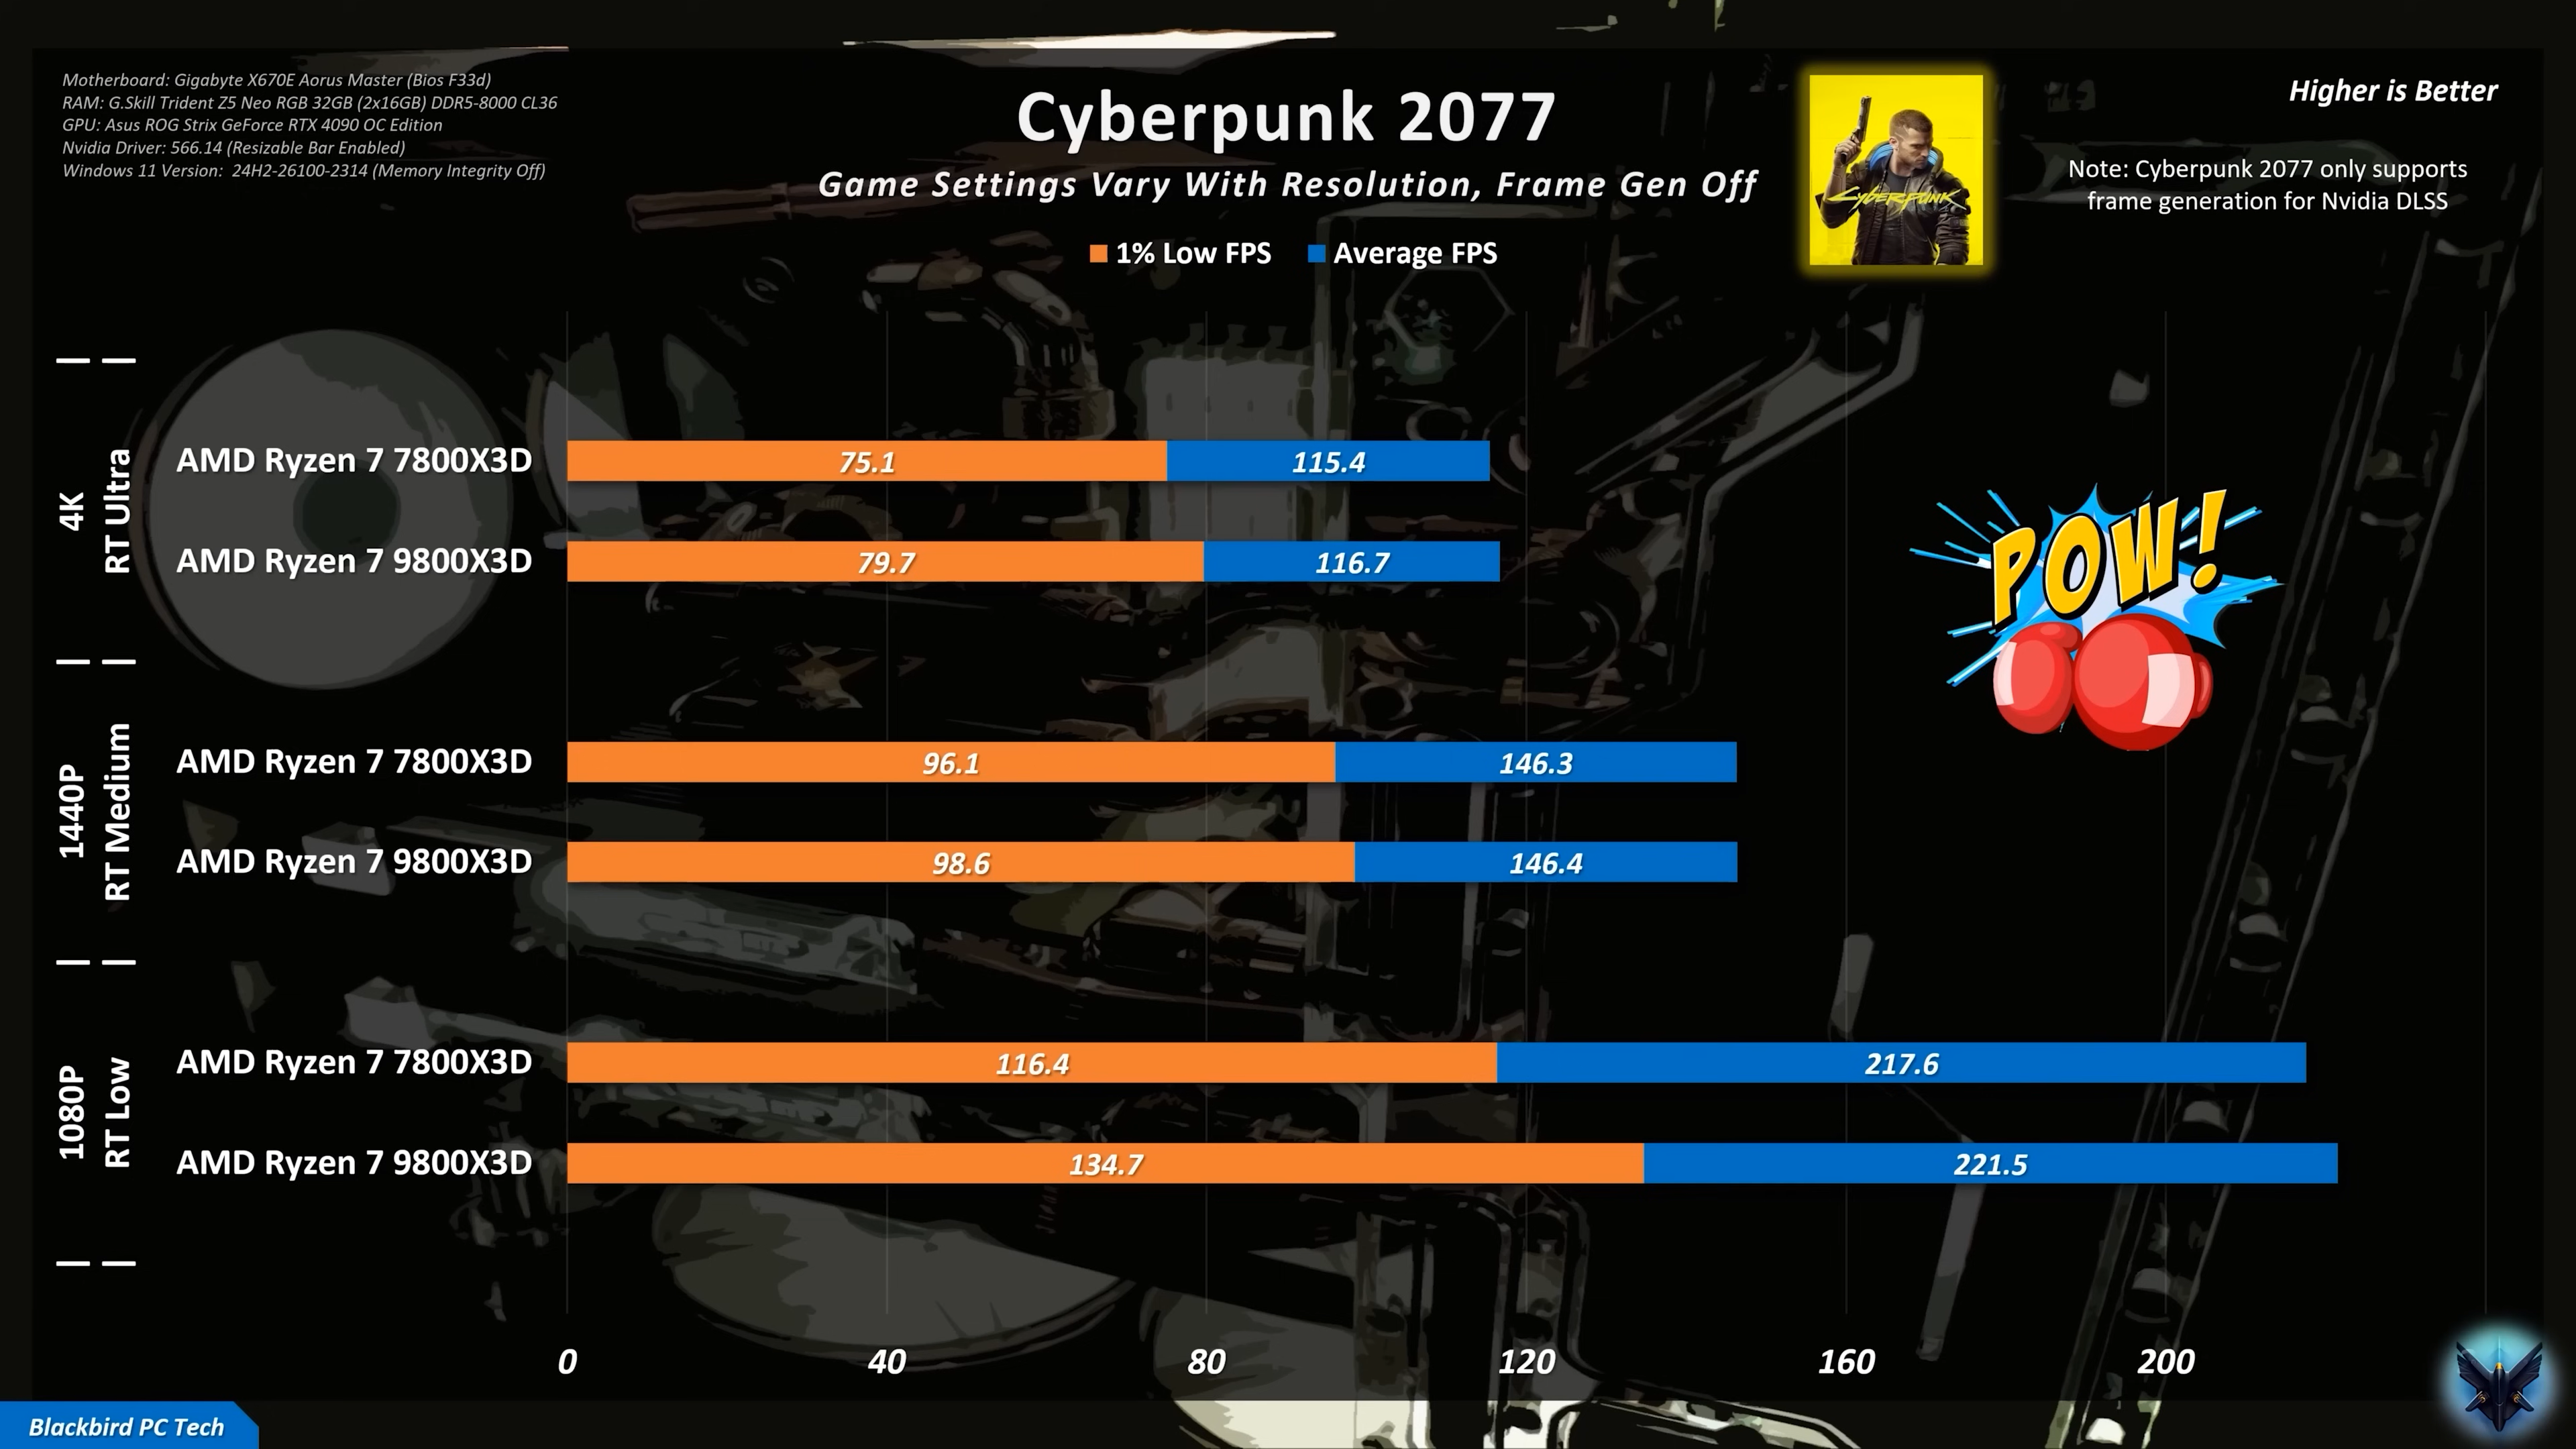 Motherboard: Gigabyte X670E Aorus Master (Bios F33d)
RAM: G.Skill Trident Z5 Neo RGB 32GB (2x16GB) DDR5-8000 CL36
GPU: Asus ROG Strix GeForce RTX 4090 OC Edition
Nvidia Driver: 566.14 (Resizable Bar Enabled)
Windows 11 Version: 24H2-26100-2314 (Memory Integrity Off)
Cyberpunk 2077
Game Settings Vary With Resolution, Frame Gen Off
1% Low FPS
Average FPS
CYBERPUNK
Higher is Better
Note: Cyberpunk 2077 only supports
frame generation for Nvidia DLSS
4K
RT Ultra
AMD Ryzen 7 7800X3D
75.1
115.4
AMD Ryzen 7 9800X3D
79.7
116.7
POW!
1440P
RT Medium
AMD Ryzen 7 7800X3D
96.1
146.3
AMD Ryzen 7 9800X3D
98.6
146.4
1080P
RT Low
AMD Ryzen 7 7800X3D
116.4
217.6
AMD Ryzen 7 9800X3D
134.7
221.5
0
40
80
120
160
200
Blackbird PC Tech